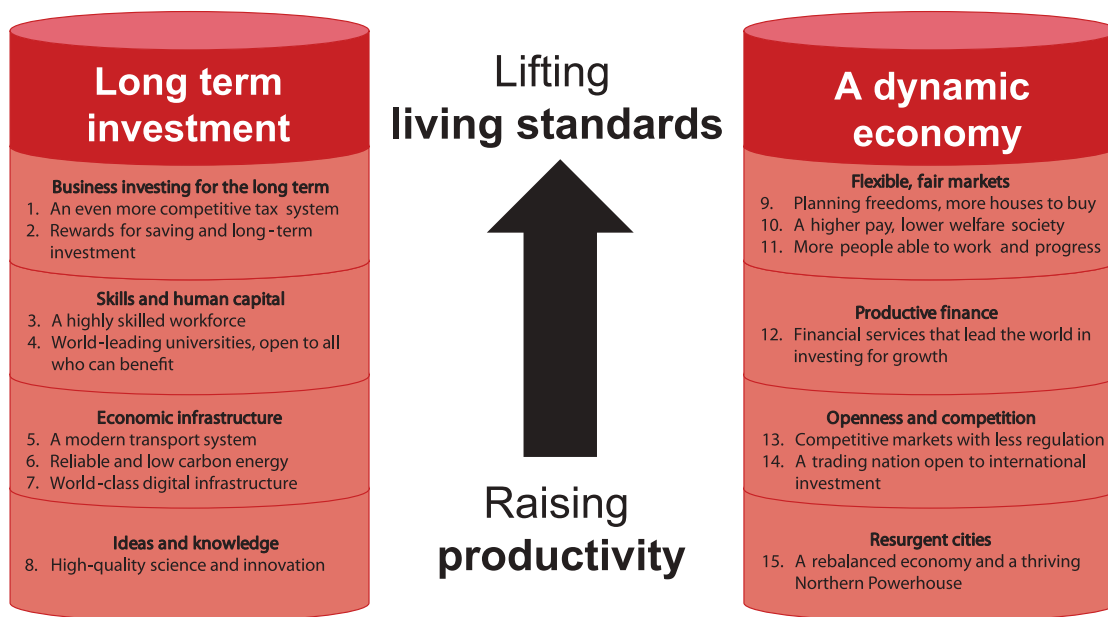 Long term
investment
Business investing for the long term
1. An even more competitive tax system
2. Rewards for saving and long-term
investment
Skills and human capital
3. A highly skilled workforce
4. World-leading universities, open to all
who can benefit
Economic infrastructure
5. A modern transport system
6. Reliable and low carbon energy
7. World-class digital infrastructure
Ideas and knowledge
8. High-quality science and innovation
Lifting
living standards
Raising
productivity
A dynamic
economy
Flexible, fair markets
9. Planning freedoms, more houses to buy
10. A higher pay, lower welfare society
11. More people able to work and progress
Productive finance
12. Financial services that lead the world in
investing for growth
Openness and competition
13. Competitive markets with less regulation
14. A trading nation open to international
investment
Resurgent cities
15. A rebalanced economy and a thriving
Northern Powerhouse